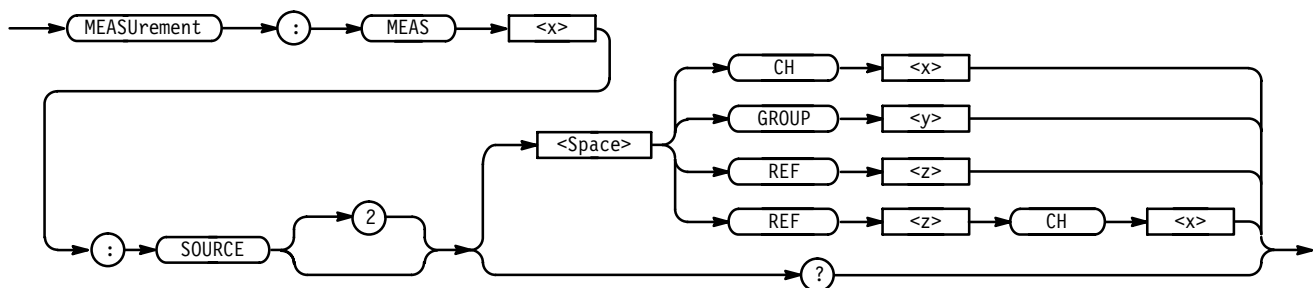 MEASUrement : MEAS <x>
: SOURCE 2
<Space>
CH <x>
GROUP <y>
REF <z>
REF <z> CH <x>
?